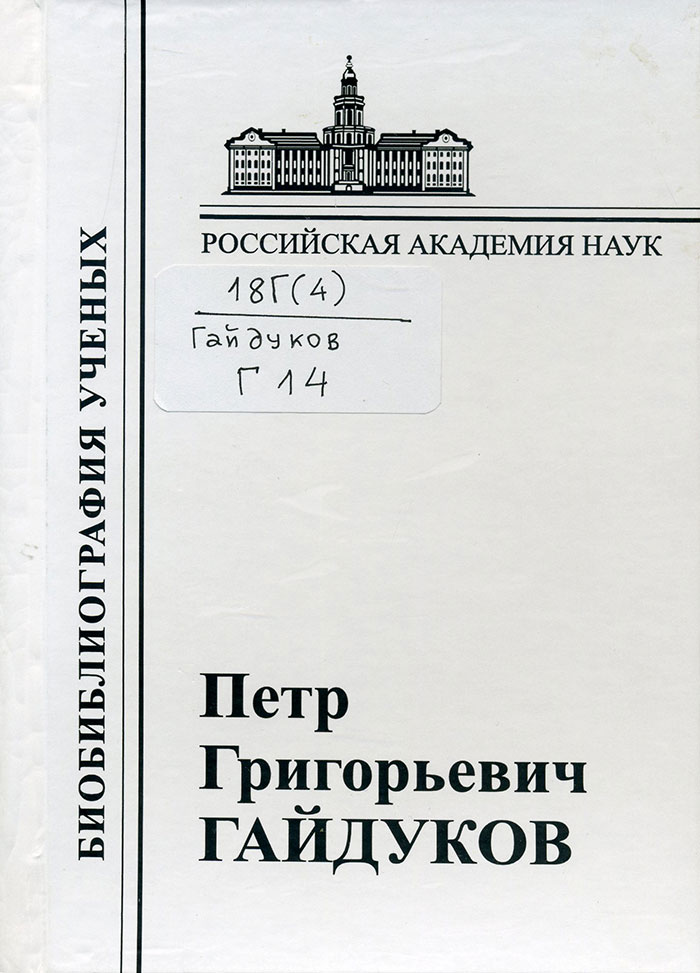 РОССИЙСКАЯ АКАДЕМИЯ НАУК
18Г(4)
Гайдуков
Г 14
БИОБИБЛИОГРАФИЯ УЧЕНЫХ
Петр
Григорьевич
ГАЙДУКОВ